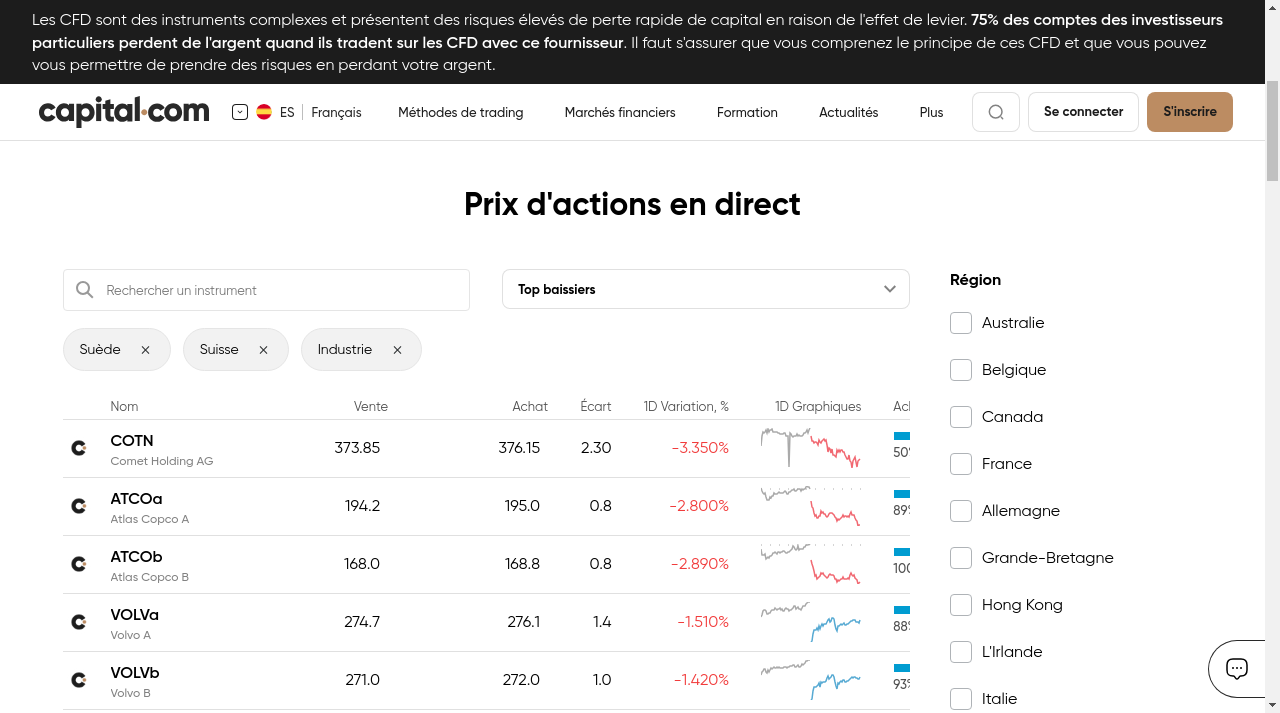 Les CFD sont des instruments complexes et présentent des risques élevés de perte rapide de capital en raison de l'effet de levier. 75% des comptes des investisseurs
particuliers perdent de l'argent quand ils tradent sur les CFD avec ce fournisseur. Il faut s'assurer que vous comprenez le principe de ces CFD et que vous pouvez
vous permettre de prendre des risques en perdant votre argent.
capital.com ES Français Méthodes de trading Marchés financiers Formation Actualités Plus Se connecter S'inscrire
Prix d'actions en direct
Rechercher un instrument
Top baissiers
Suède Suisse Industrie
Nom Vente Achat Écart 1D Variation, % 1D Graphiques
COTN 373.85 376.15 2.30 -3.350%
Comet Holding AG
ATCOa 194.2 195.0 0.8 -2.800% 89%
Atlas Copco A
ATCOb 168.0 168.8 0.8 -2.890% 100
Atlas Copco B
VOLVa 274.7 276.1 1.4 -1.510% 88%
Volvo A
VOLVb 271.0 272.0 1.0 -1.420% 93%
Volvo B
Région
Australie
Belgique
Canada
France
Allemagne
Grande-Bretagne
Hong Kong
L'Irlande
Italie